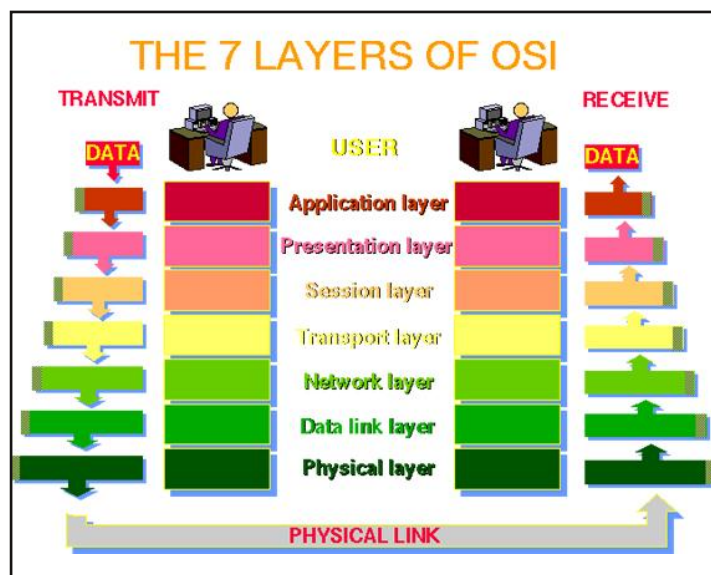 THE 7 LAYERS OF OSI
TRANSMIT
RECEIVE
USER
DATA
DATA
Application layer
Presentation layer
Session layer
Transport layer
Network layer
Data link layer
Physical layer
PHYSICAL LINK